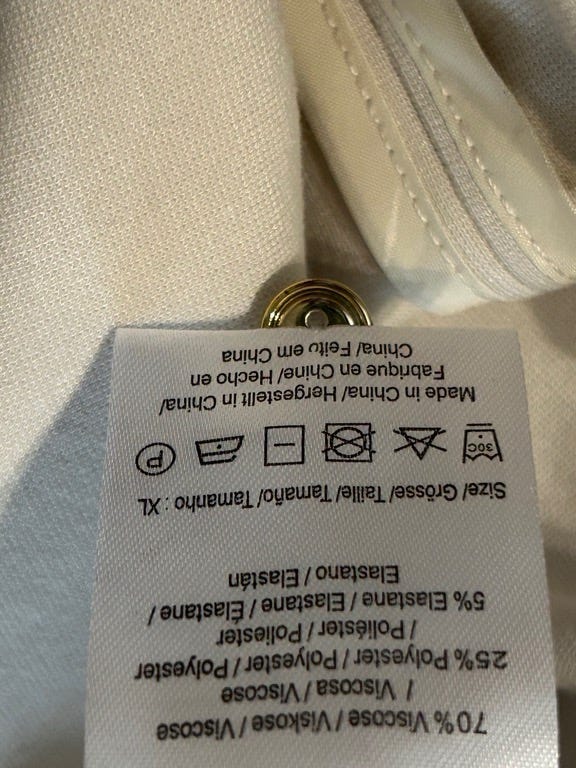 70% Viscose/ Viskose / Viscose
/ Viscosa / Viscose
25% Polyester / Polyester / Polyester
/ Poliéster / Poliester
5% Elastane / Elastane / Élastane /
Elastano / Elastán
Size/ Grösse/ Taille/ Tamaño/ Tamanho : XL
30C P
Made in China/ Hergestellt in China/
Fabrique en Chine/ Hecho en
China/ Feito em China